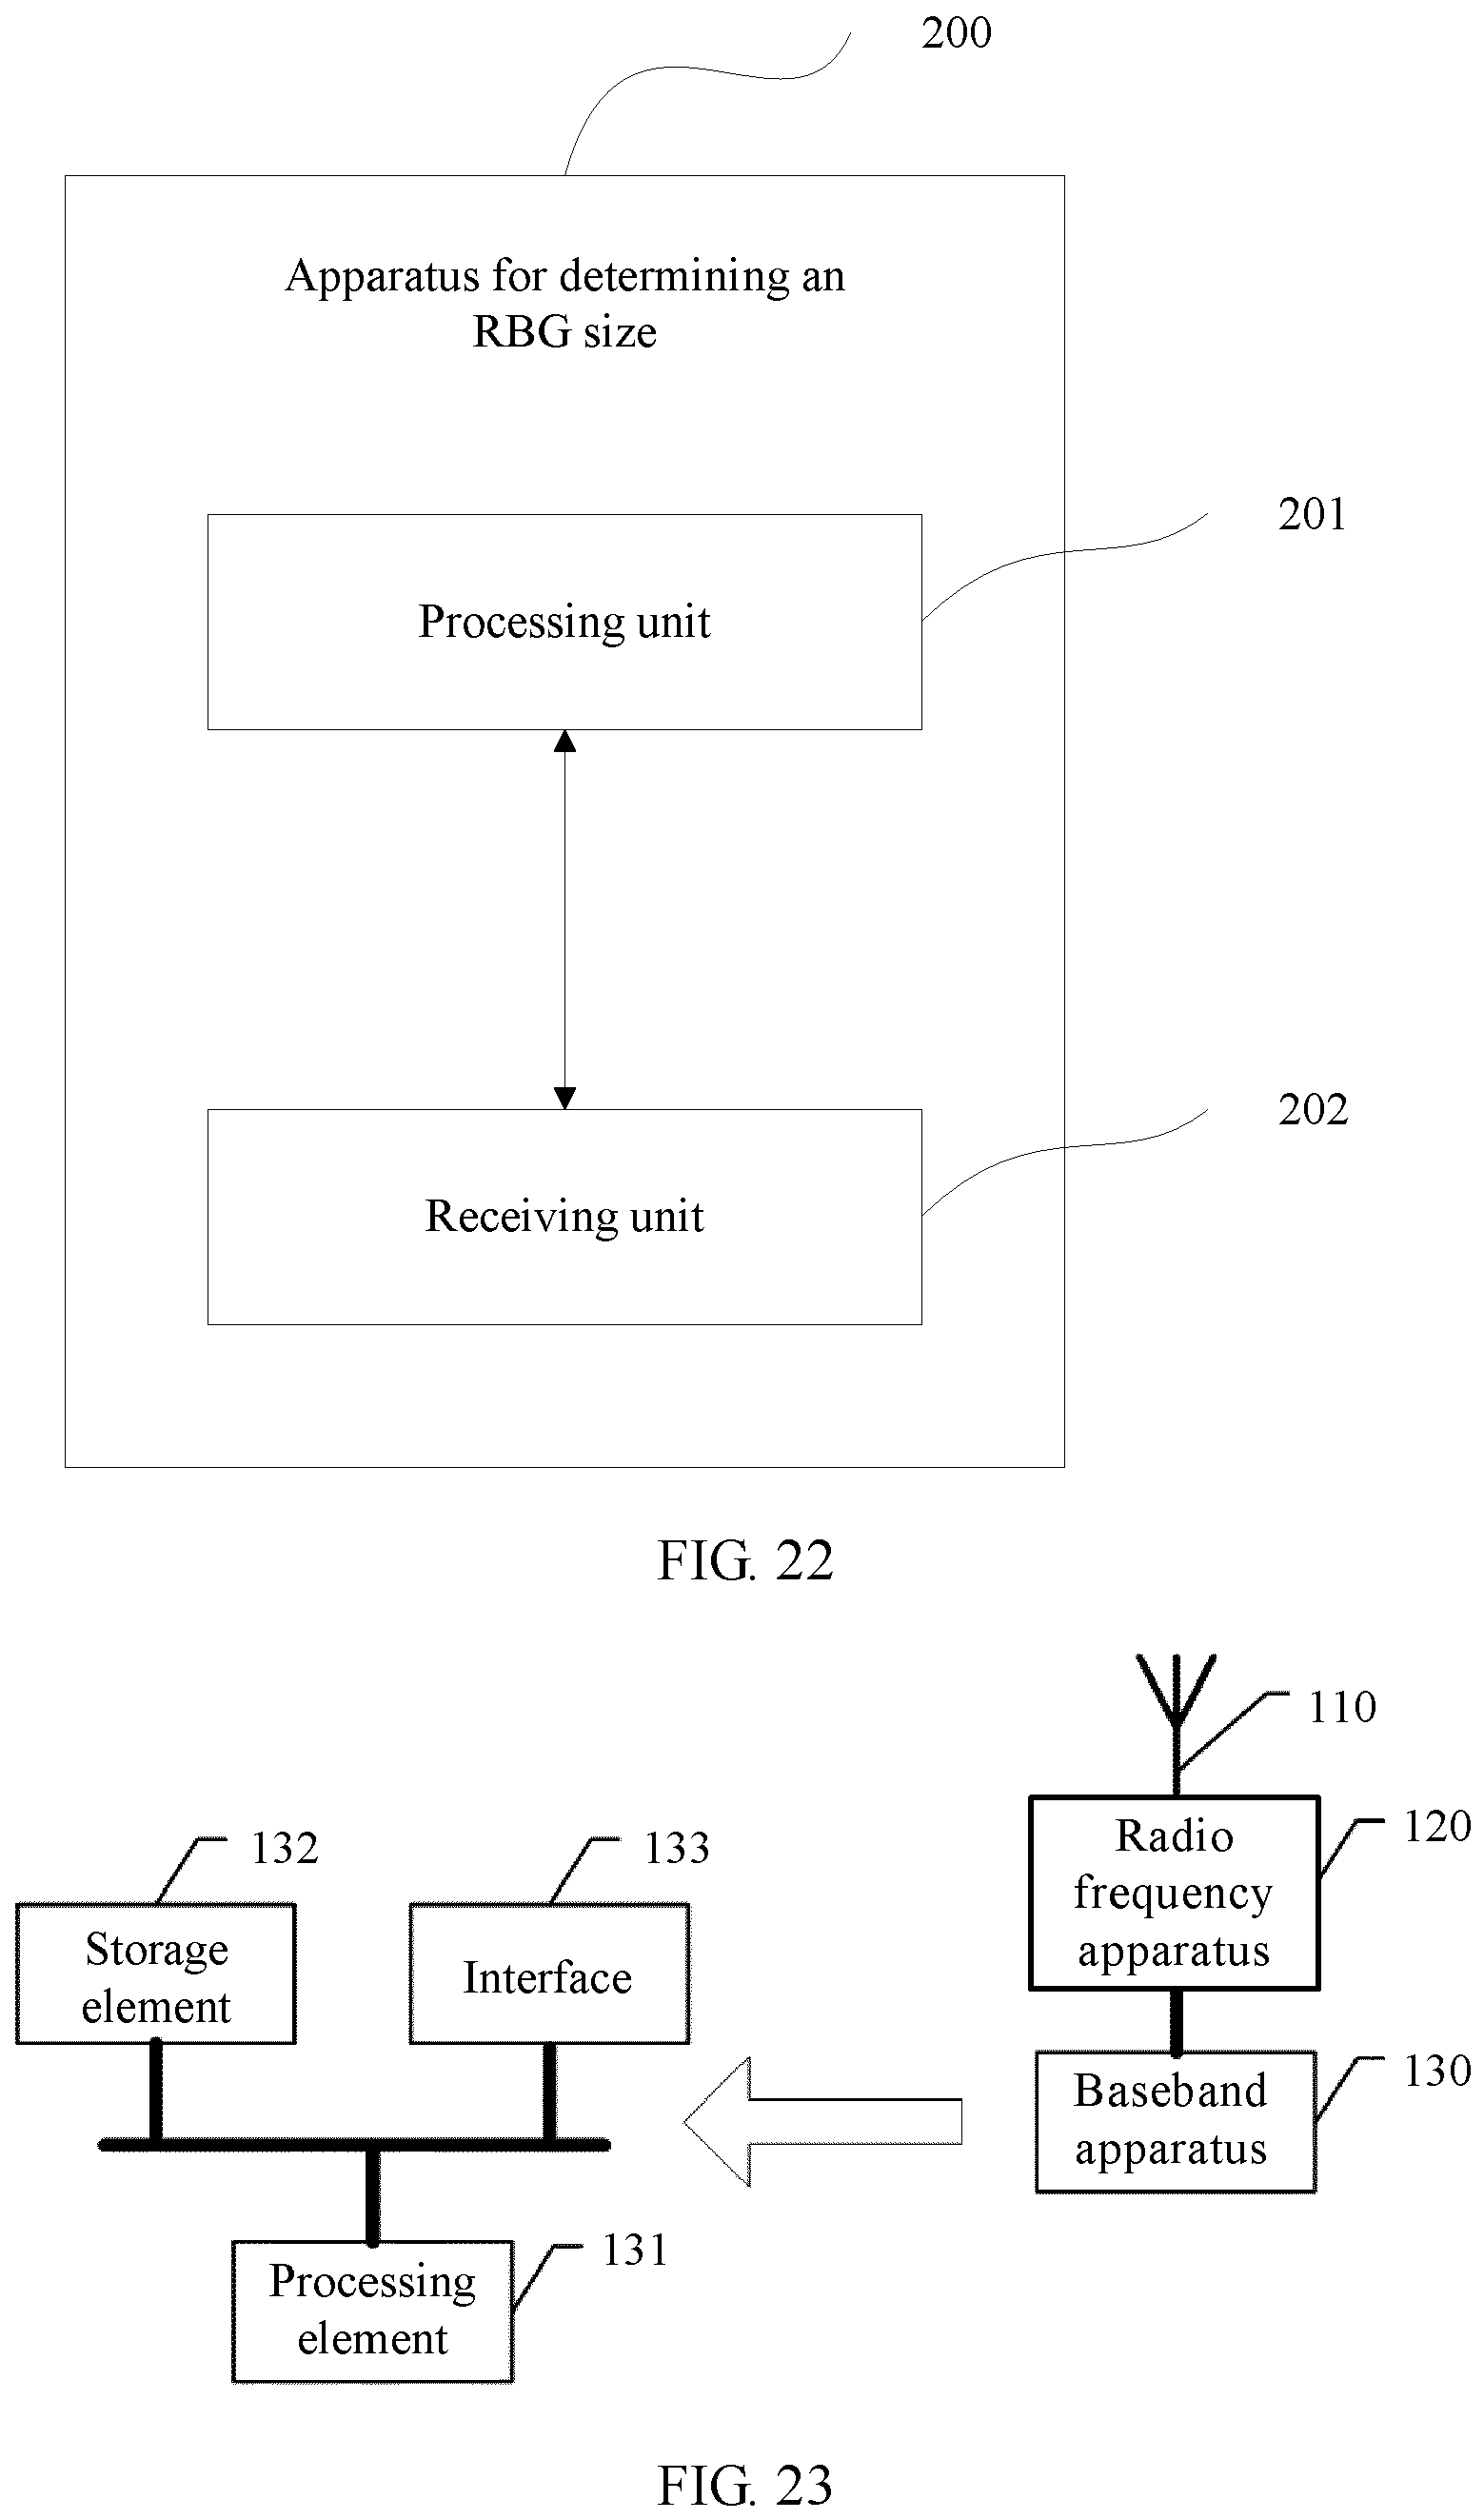 200
Apparatus for determining an
RBG size
201
Processing unit
202
Receiving unit
FIG. 22
110
132
133
120
Radio
frequency
apparatus
Storage
element
Interface
130
Baseband
apparatus
131
Processing
element
FIG. 23